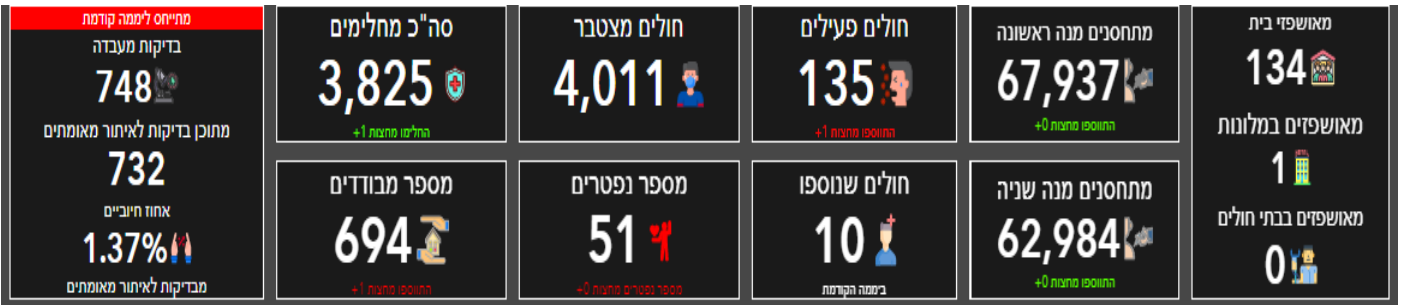 מאושפזי בית
134
מאושפזים במלונות
1
מאושפזים בבתי חולים
0
מתחסנים מנה ראשונה
67,937
התווספו מחצות 0+
מתחסנים מנה שניה
62,984
התווספו מחצות 0+
חולים פעילים
135
התווספו מחצות 1+
חולים שנוספו
10
ביממה הקודמת
חולים מצטבר
4,011
מספר נפטרים
51
מספר נפטרים מחצות 0+
סה"כ מחלימים
3,825
החלימו מחצות 1+
מספר מבודדים
694
התווספו מחצות 1+
מתייחס ליממה קודמת
בדיקות מעבדה
748
מתוכן בדיקות לאיתור מאומתים
732
אחוז חיוביים
1.37%
מבדיקות לאיתור מאומתים